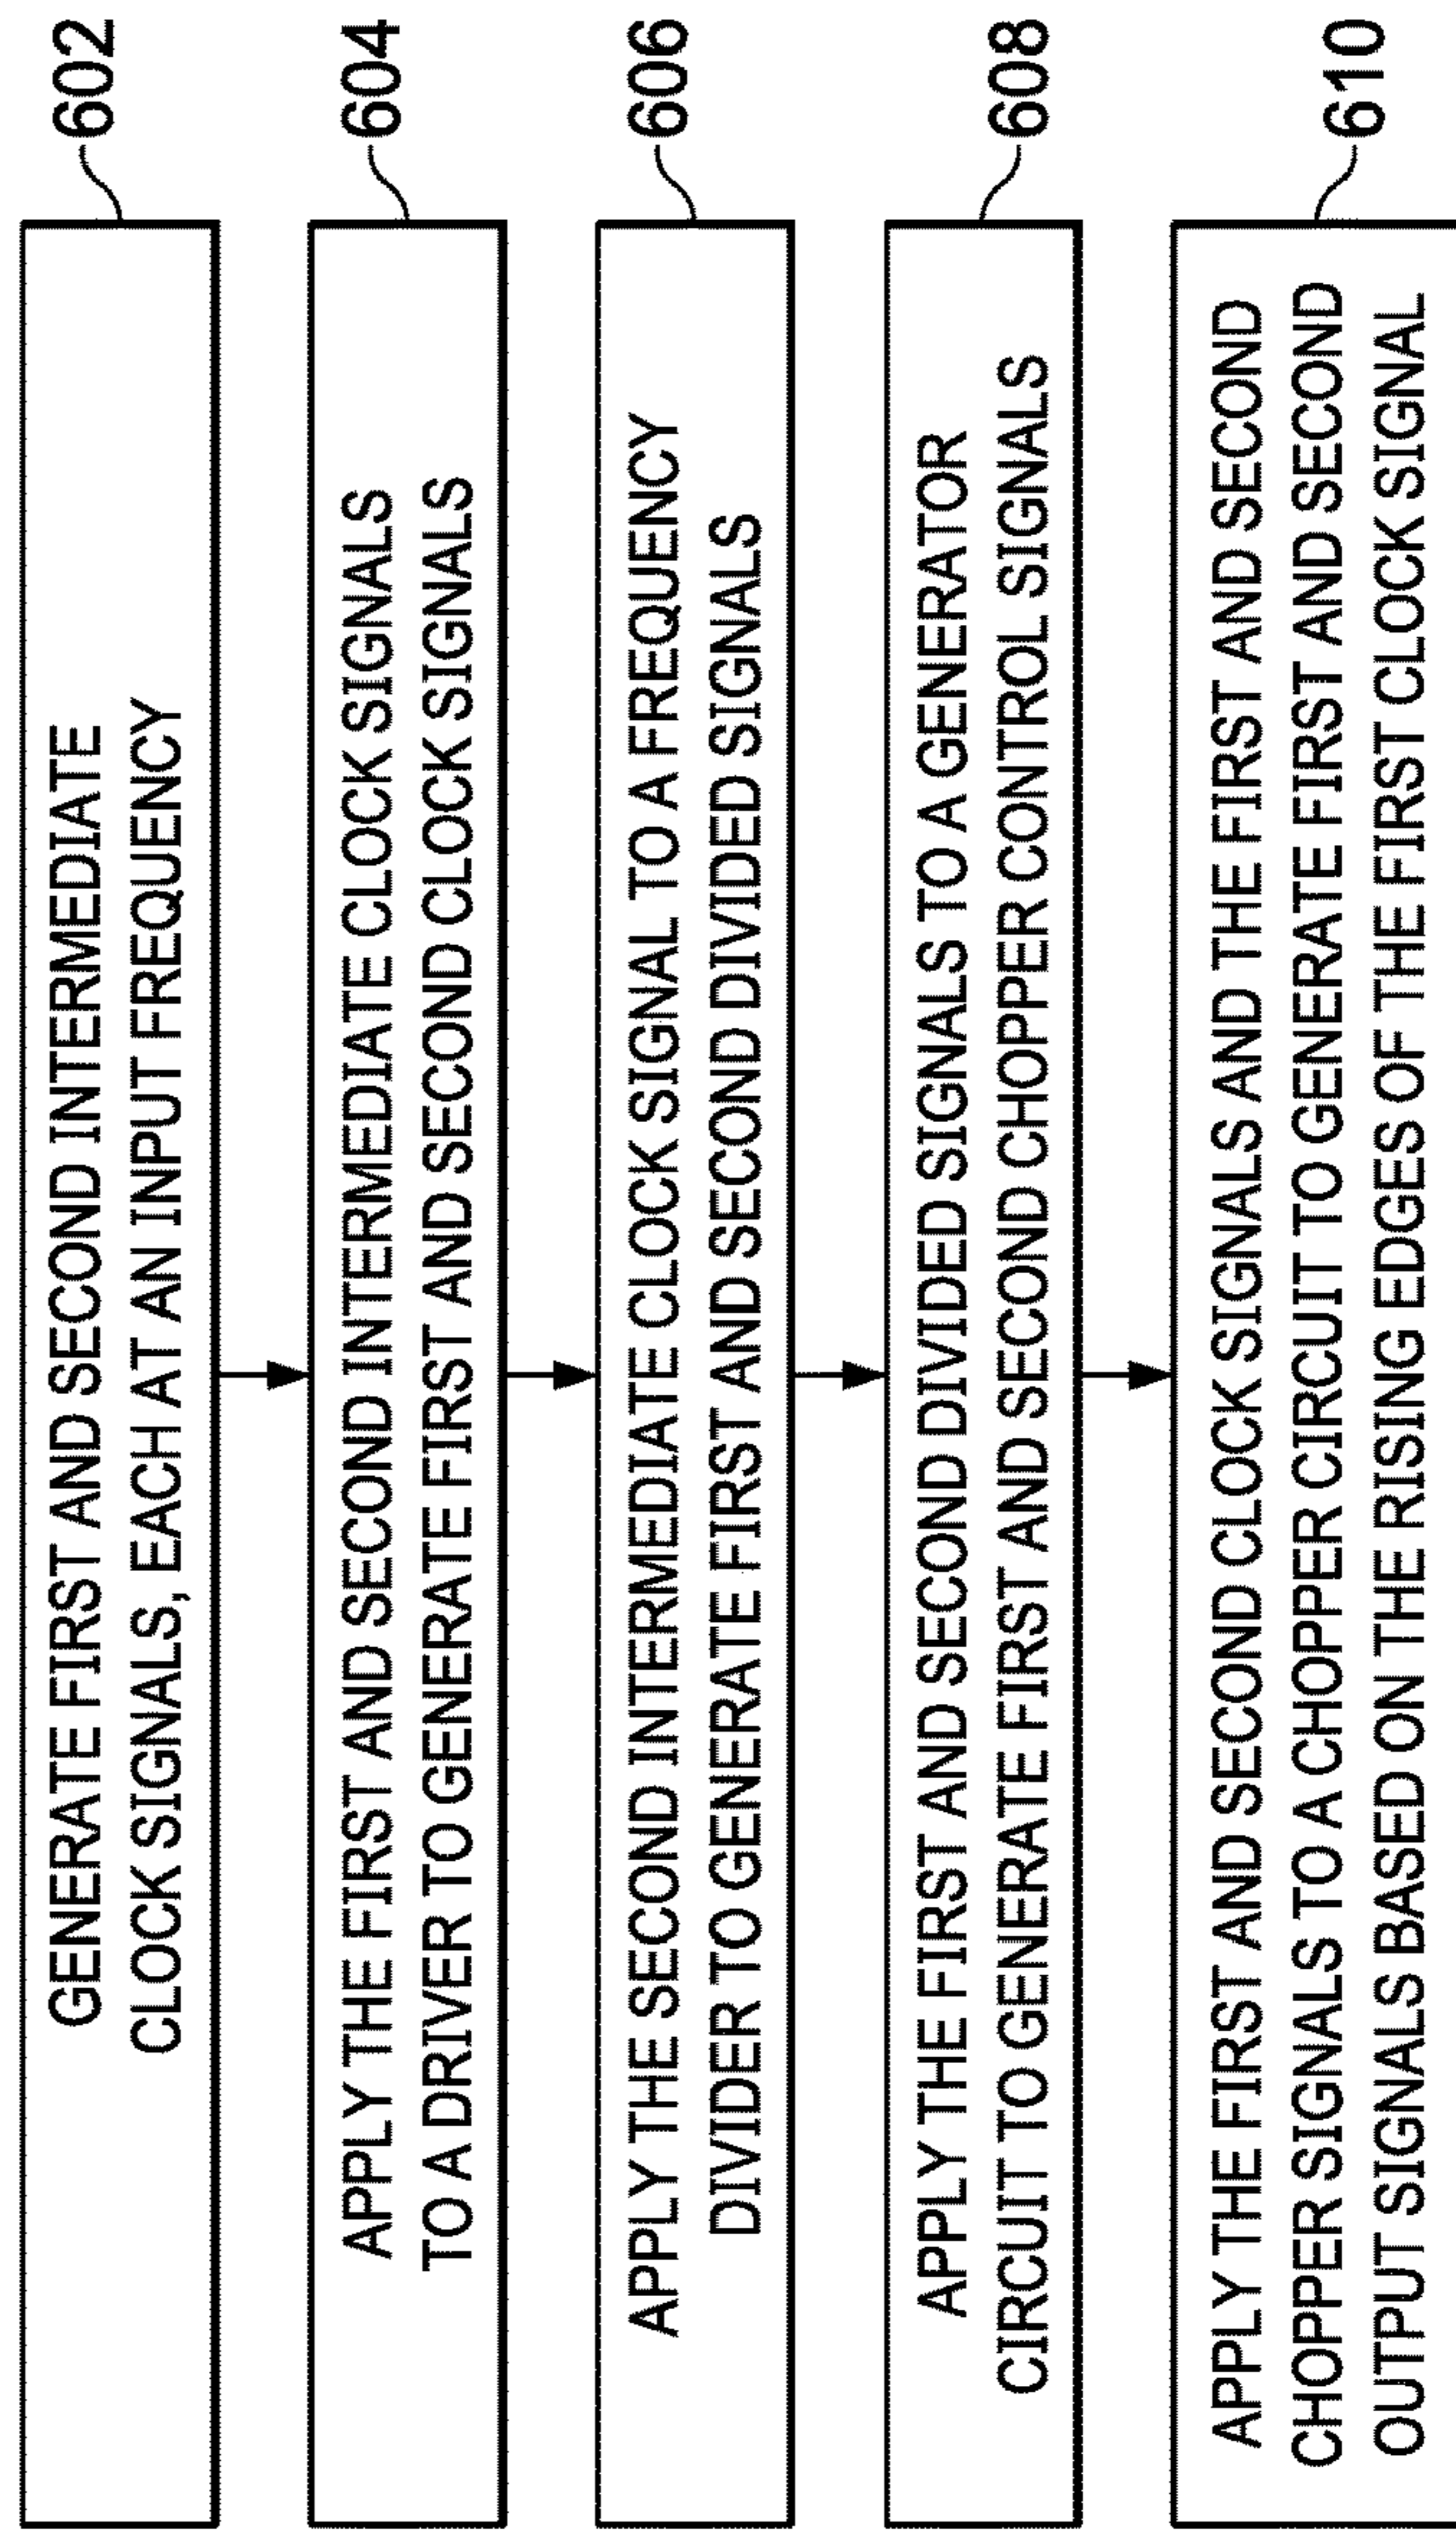 602
GENERATE FIRST AND SECOND INTERMEDIATE
CLOCK SIGNALS, EACH AT AN INPUT FREQUENCY
604
APPLY THE FIRST AND SECOND INTERMEDIATE CLOCK SIGNALS
TO A DRIVER TO GENERATE FIRST AND SECOND CLOCK SIGNALS
606
APPLY THE SECOND INTERMEDIATE CLOCK SIGNAL TO A FREQUENCY
DIVIDER TO GENERATE FIRST AND SECOND DIVIDED SIGNALS
608
APPLY THE FIRST AND SECOND DIVIDED SIGNALS TO A GENERATOR
CIRCUIT TO GENERATE FIRST AND SECOND CHOPPER CONTROL SIGNALS
610
APPLY THE FIRST AND SECOND CLOCK SIGNALS AND THE FIRST AND SECOND
CHOPPER SIGNALS TO A CHOPPER CIRCUIT TO GENERATE FIRST AND SECOND
OUTPUT SIGNALS BASED ON THE RISING EDGES OF THE FIRST CLOCK SIGNAL